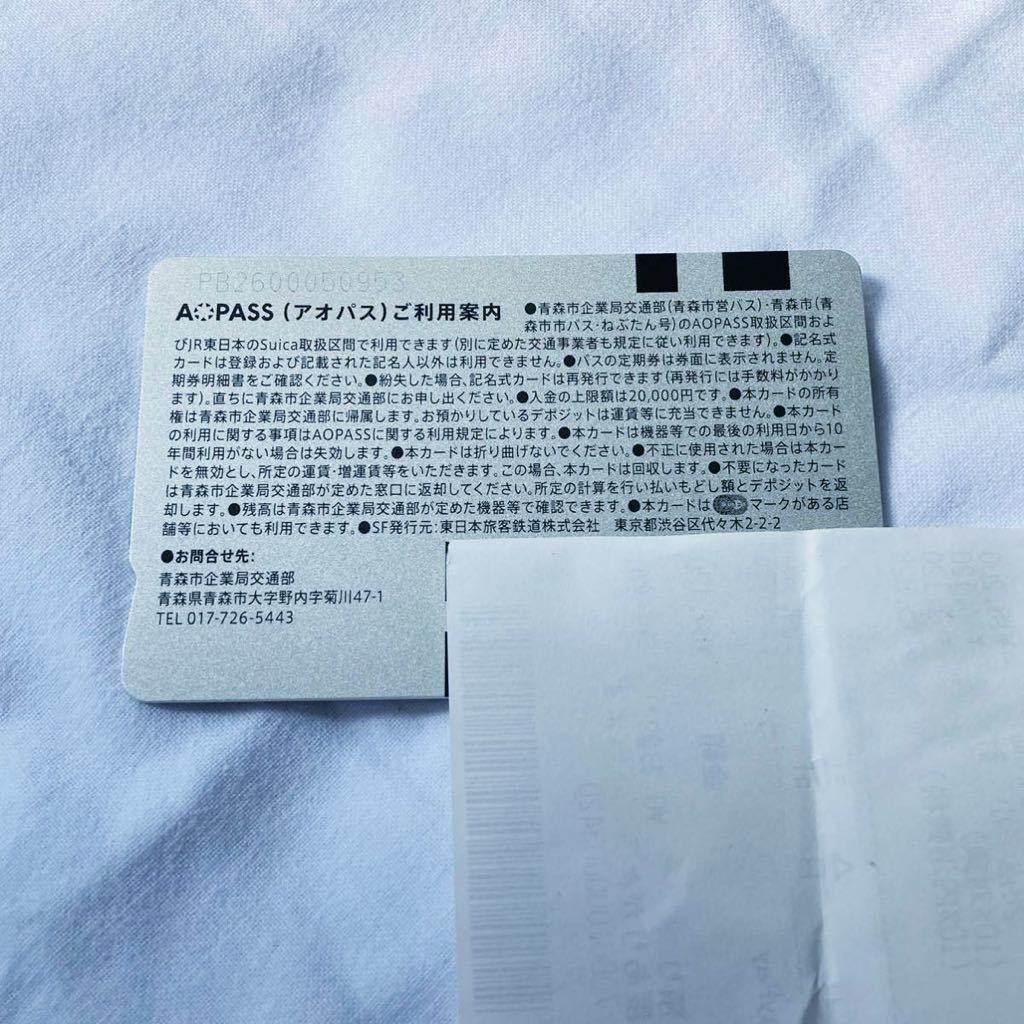 PB2600050953
AOPASS (アオパス) ご利用案内 ●青森市企業局交通部(青森市営バス)・青森市(青
森市市バス・ねぶたん号)のAOPASS取扱区間およ
びJR東日本のSuica取扱区間で利用できます(別に定めた交通事業者も規定に従い利用できます)。●記名式
カードは登録および記載された記名人以外は利用できません。●バスの定期券は券面に表示されません。定
期券明細書をご確認ください。●紛失した場合、記名式カードは再発行できます(再発行には手数料がかかり
ます)。直ちに青森市企業局交通部にお申し出ください。●入金の上限額は20,000円です。●本カードの所有
権は青森市企業局交通部に帰属します。お預かりしているデポジットは運賃等に充当できません。●本カード
の利用に関する事項はAOPASSに関する利用規定によります。●本カードは機器等での最後の利用日から10
年間利用がない場合は失効します。●本カードは折り曲げないでください。●不正に使用された場合は本カー
ドを無効とし、所定の運賃・増運賃等をいただきます。この場合、本カードは回収します。●不要になったカード
は青森市企業局交通部が定めた窓口に返却してください。所定の計算を行い払いもどし額とデポジットを返
却します。●残高は青森市企業局交通部が定めた機器等で確認できます。●本カードは マークがある店
舗等においても利用できます。●SF発行元:東日本旅客鉄道株式会社 東京都渋谷区代々木2-2-2
●お問合せ先:
青森市企業局交通部
青森県青森市大字野内字菊川47-1
TEL 017-726-5443